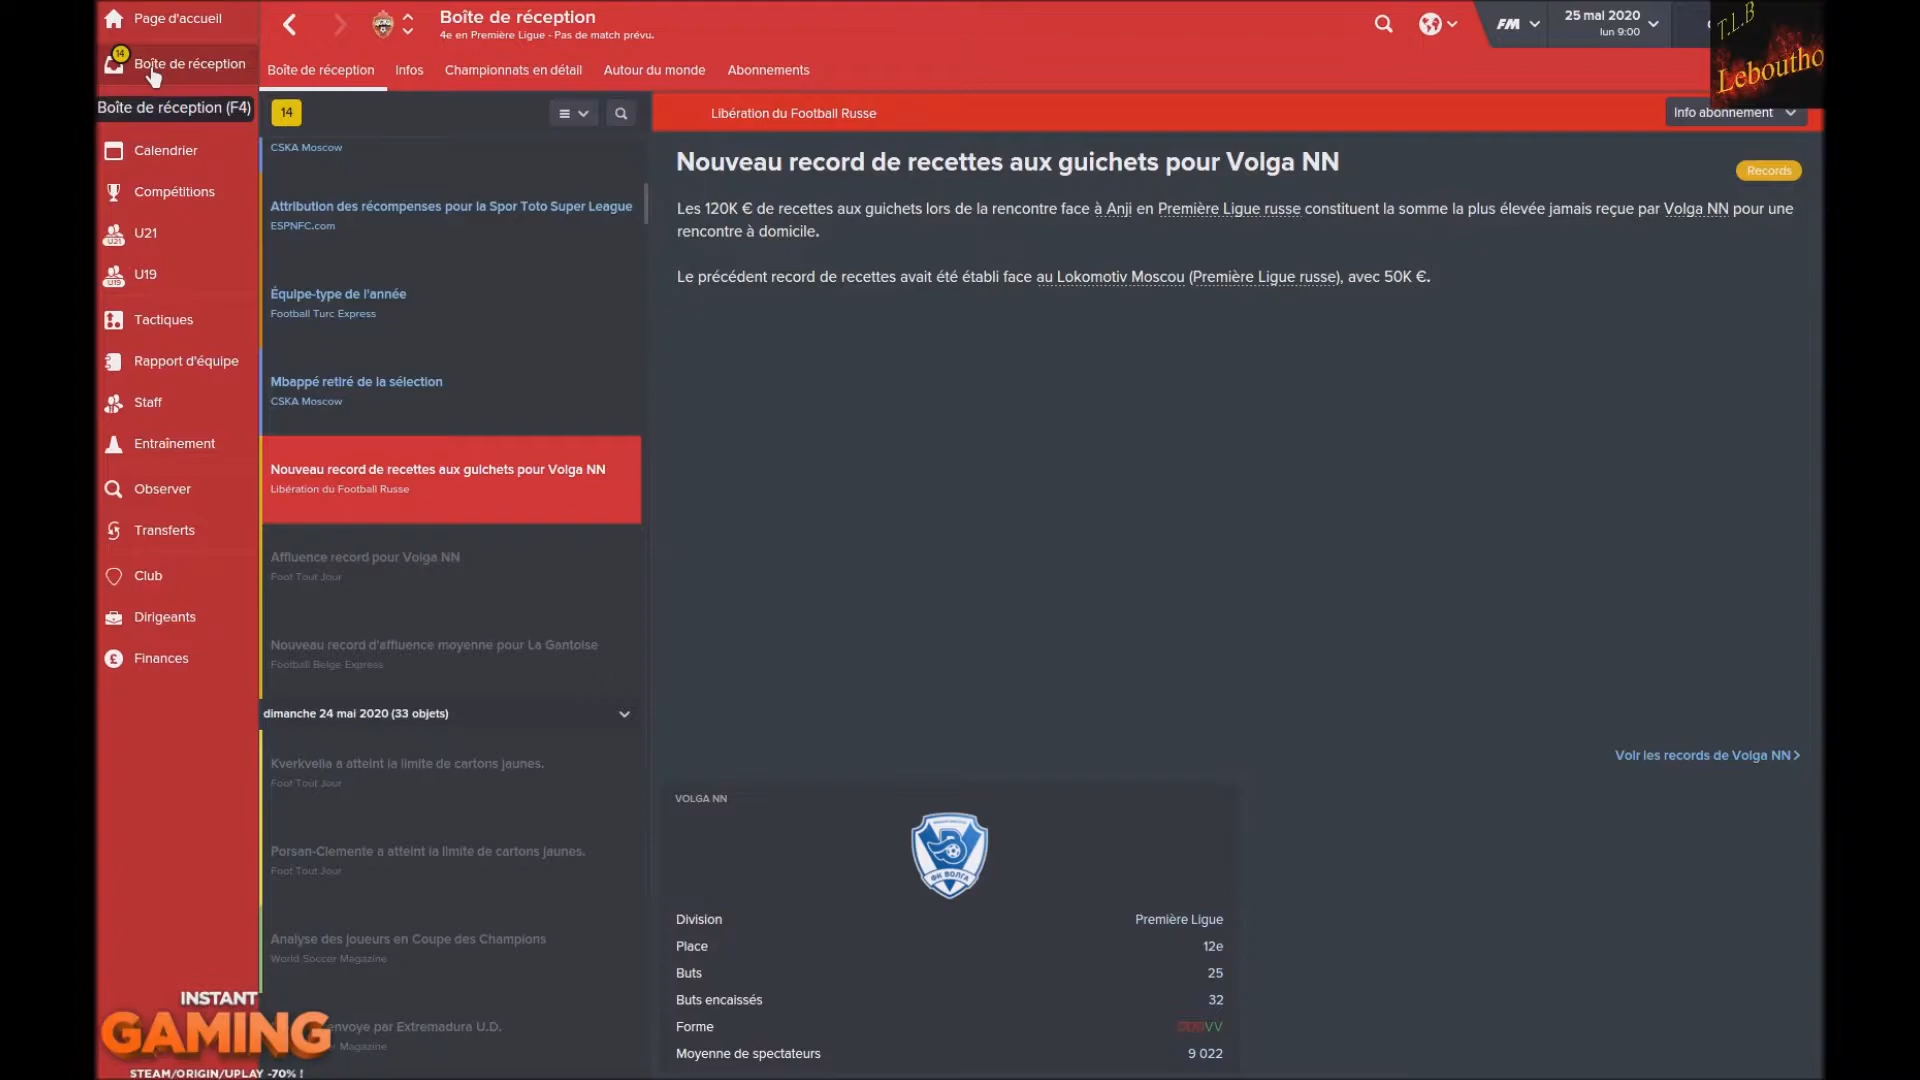 Page d'accueil
14
Boîte de réception
Boîte de réception (F4)
Calendrier
Compétitions
U21
U21
U19
U19
Tactiques
Rapport d'équipe
Staff
Entraînement
Observer
Transferts
Club
Dirigeants
Finances
INSTANT
GAMING
STEAM/ORIGIN/UPLAY -70% !
Boîte de réception
4e en Première Ligue - Pas de match prévu.
FM
25 mai 2020
lun 9:00
T.L.B
Leboutho
Boîte de réception
Infos
Championnats en détail
Autour du monde
Abonnements
14
CSKA Moscow
Attribution des récompenses pour la Spor Toto Super League
ESPNFC.com
Équipe-type de l'année
Football Turc Express
Mbappé retiré de la sélection
CSKA Moscow
Nouveau record de recettes aux guichets pour Volga NN
Libération du Football Russe
Affluence record pour Volga NN
Foot Tout Jour
Nouveau record d'affluence moyenne pour La Gantoise
Football Belge Express
dimanche 24 mai 2020 (33 objets)
Kverkvelia a atteint la limite de cartons jaunes.
Foot Tout Jour
Porsan-Clemente a atteint la limite de cartons jaunes.
Foot Tout Jour
Analyse des joueurs en Coupe des Champions
World Soccer Magazine
envoye par Extremadura U.D.
Magazine
Libération du Football Russe
Info abonnement
Nouveau record de recettes aux guichets pour Volga NN
Records
Les 120K € de recettes aux guichets lors de la rencontre face à Anji en Première Ligue russe constituent la somme la plus élevée jamais reçue par Volga NN pour une
rencontre à domicile.
Le précédent record de recettes avait été établi face au Lokomotiv Moscou (Première Ligue russe), avec 50K €.
Voir les records de Volga NN
VOLGA NN
ФК ВОЛГА
Division Première Ligue
Place 12e
Buts 25
Buts encaissés 32
Forme DDDVV
Moyenne de spectateurs 9 022